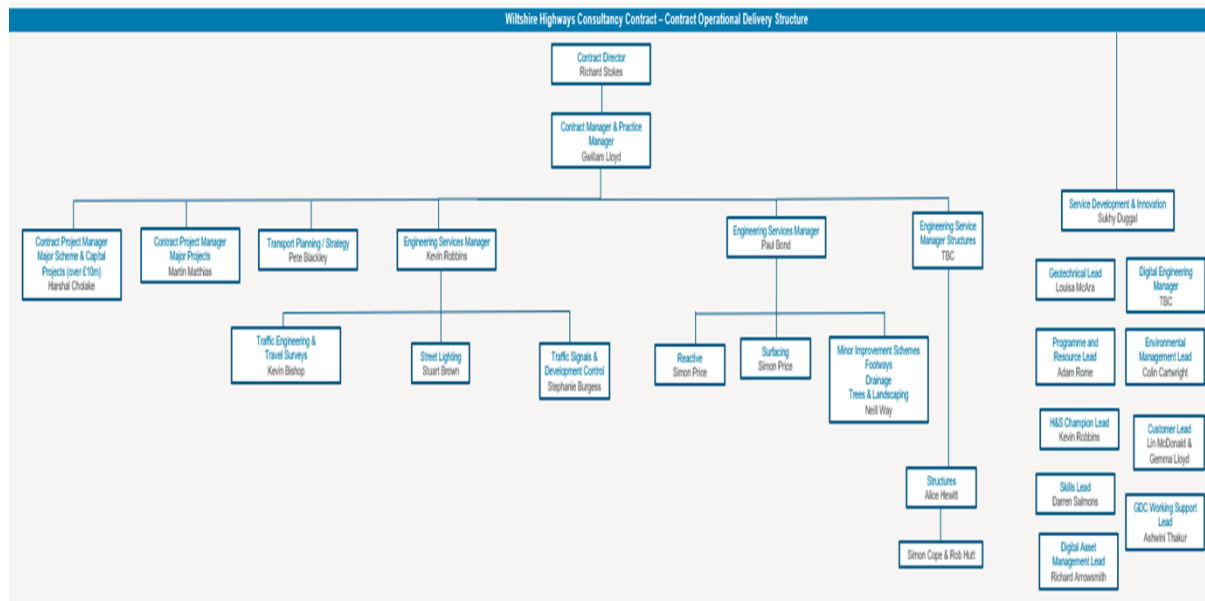 Wiltshire Highways Consultancy Contract – Contract Operational Delivery Structure
Contract Director
Richard Stokes
Contract Manager & Practice
Manager
Gwilliam Lloyd
Contract Project Manager
Major Scheme & Capital
Projects (over £10m)
Harshal Cholake
Contract Project Manager
Major Projects
Martin Matthias
Transport Planning / Strategy
Pete Blackley
Engineering Services Manager
Kevin Robbins
Engineering Services Manager
Paul Bond
Engineering Service
Manager Structures
TBC
Service Development & Innovation
Sukhy Duggal
Traffic Engineering &
Travel Surveys
Kevin Bishop
Street Lighting
Stuart Brown
Traffic Signals &
Development Control
Stephanie Burgess
Reactive
Simon Price
Surfacing
Simon Price
Minor Improvement Schemes
Footways
Drainage
Trees & Landscaping
Neill Way
Structures
Alice Hewitt
Simon Cope & Rob Hutt
Geotechnical Lead
Louisa McAra
Digital Engineering
Manager
TBC
Programme and
Resource Lead
Adam Rome
Environmental
Management Lead
Colin Cartwright
H&S Champion Lead
Kevin Robbins
Customer Lead
Lin McDonald &
Gemma Lloyd
Skills Lead
Darren Salmons
GDC Working Support
Lead
Ashwini Thakur
Digital Asset
Management Lead
Richard Arrowsmith